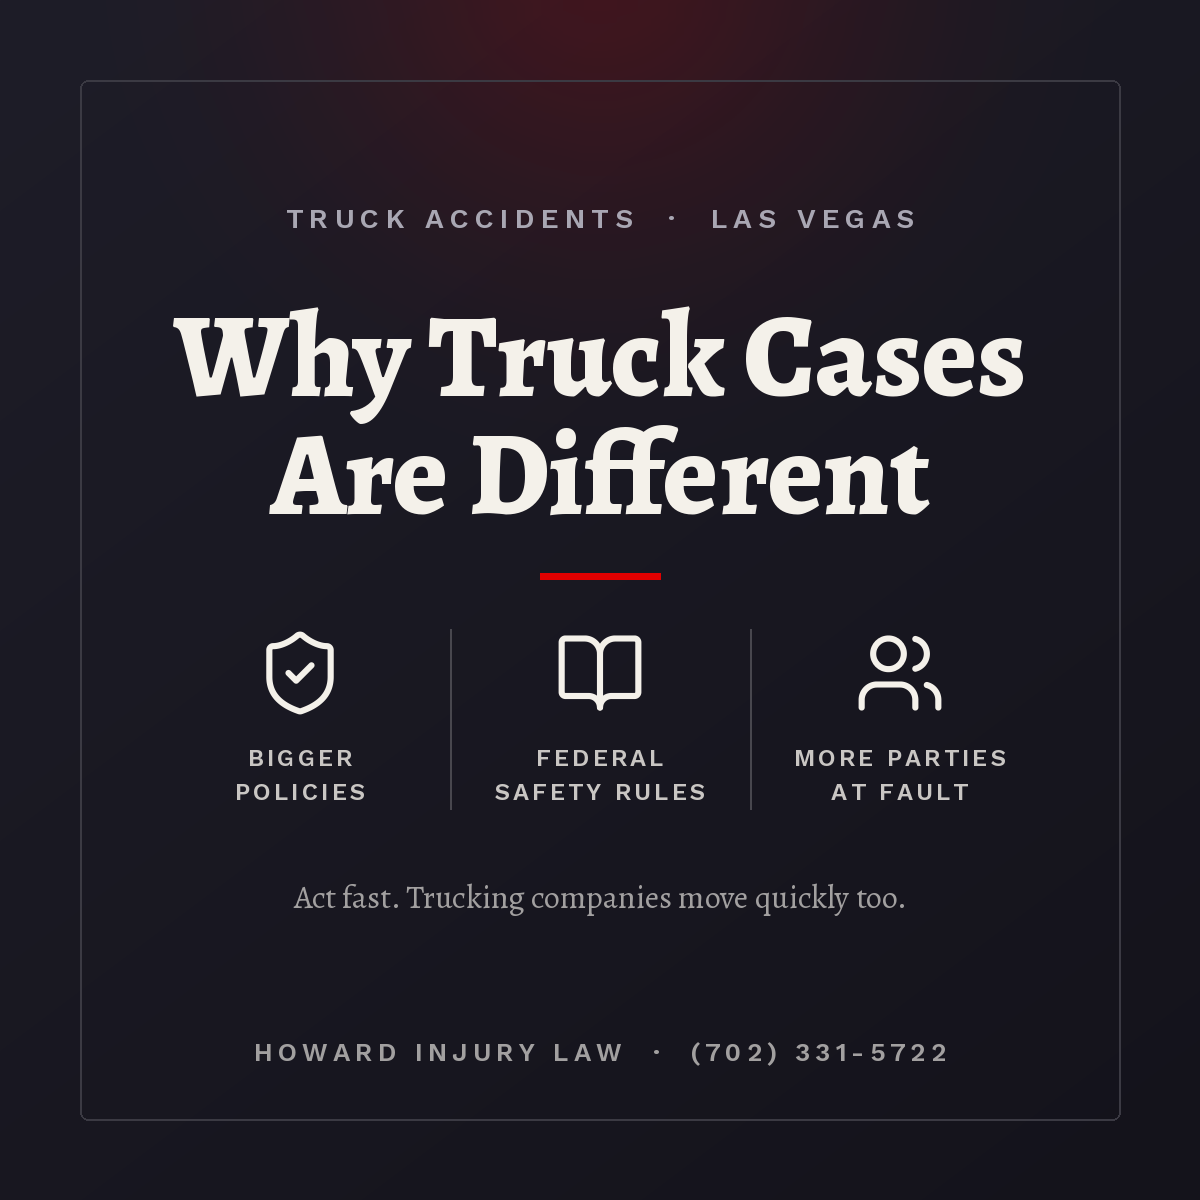 TRUCK ACCIDENTS · LAS VEGAS
Why Truck Cases
Are Different
BIGGER
POLICIES
FEDERAL
SAFETY RULES
MORE PARTIES
AT FAULT
Act fast. Trucking companies move quickly too.
HOWARD INJURY LAW · (702) 331-5722